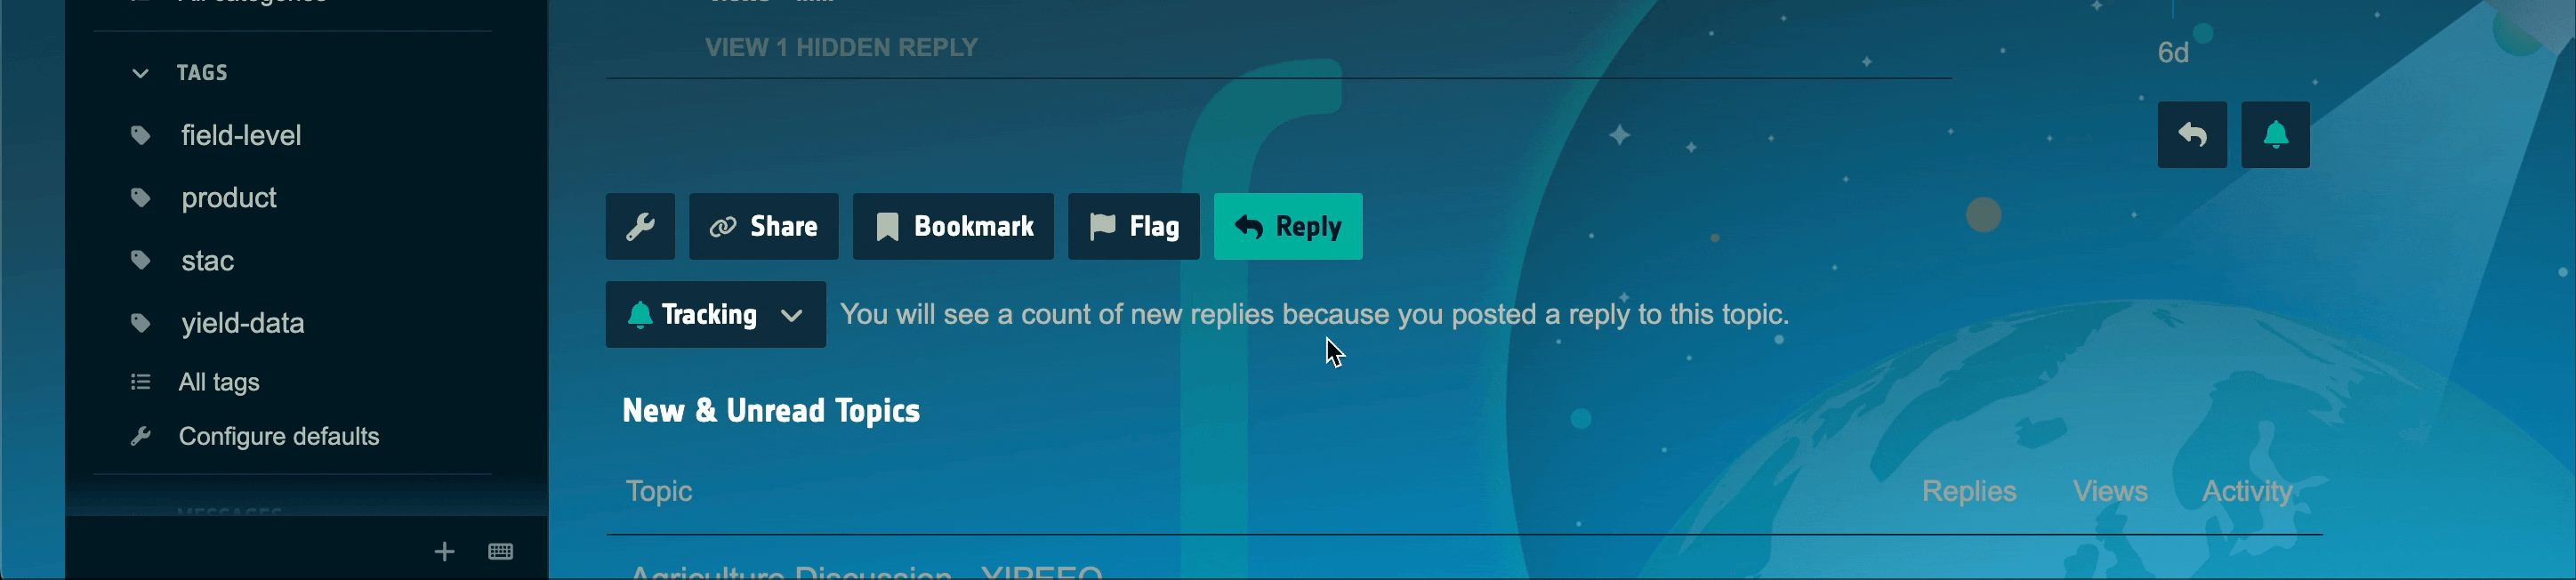 TAGS
field-level
product
stac
yield-data
All tags
Configure defaults
VIEW 1 HIDDEN REPLY
6d
Share
Bookmark
Flag
Reply
Tracking
You will see a count of new replies because you posted a reply to this topic.
New & Unread Topics
Topic
Replies
Views
Activity
Agriculture Discussion